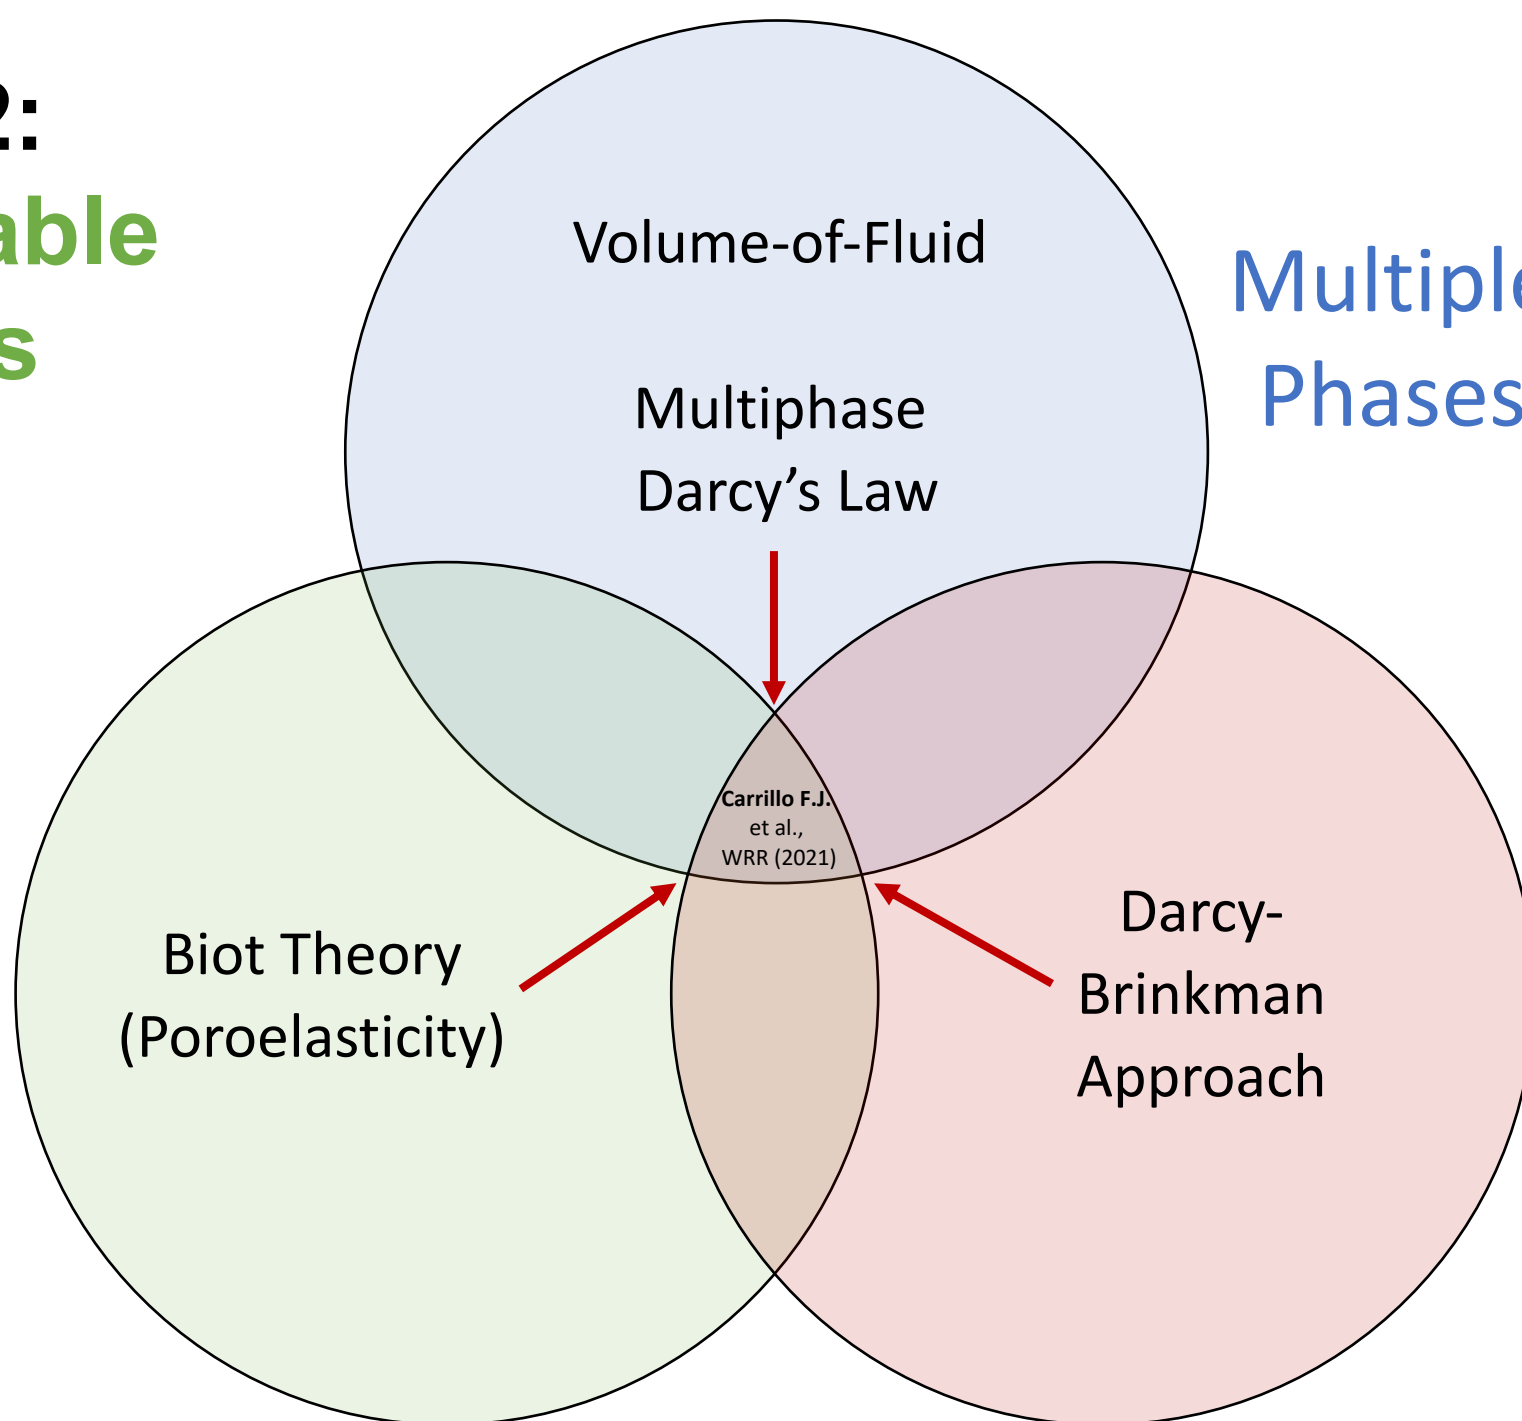 2:
able
s
Volume-of-Fluid
Multiphase
Darcy’s Law
Multiple
Phases
Carrillo F.J.
et al.,
WRR (2021)
Biot Theory
(Poroelasticity)
Darcy-
Brinkman
Approach